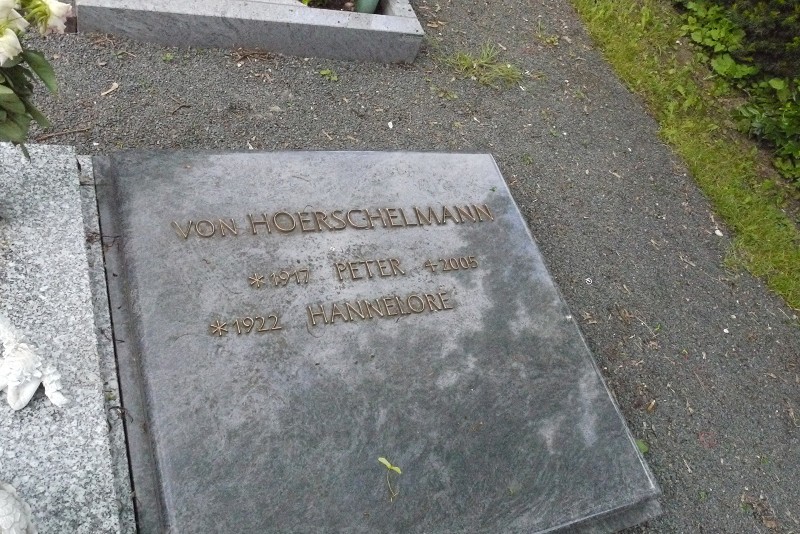 VON HOERSCHELMANN
*1917 PETER +2005
*1922 HANNELORE